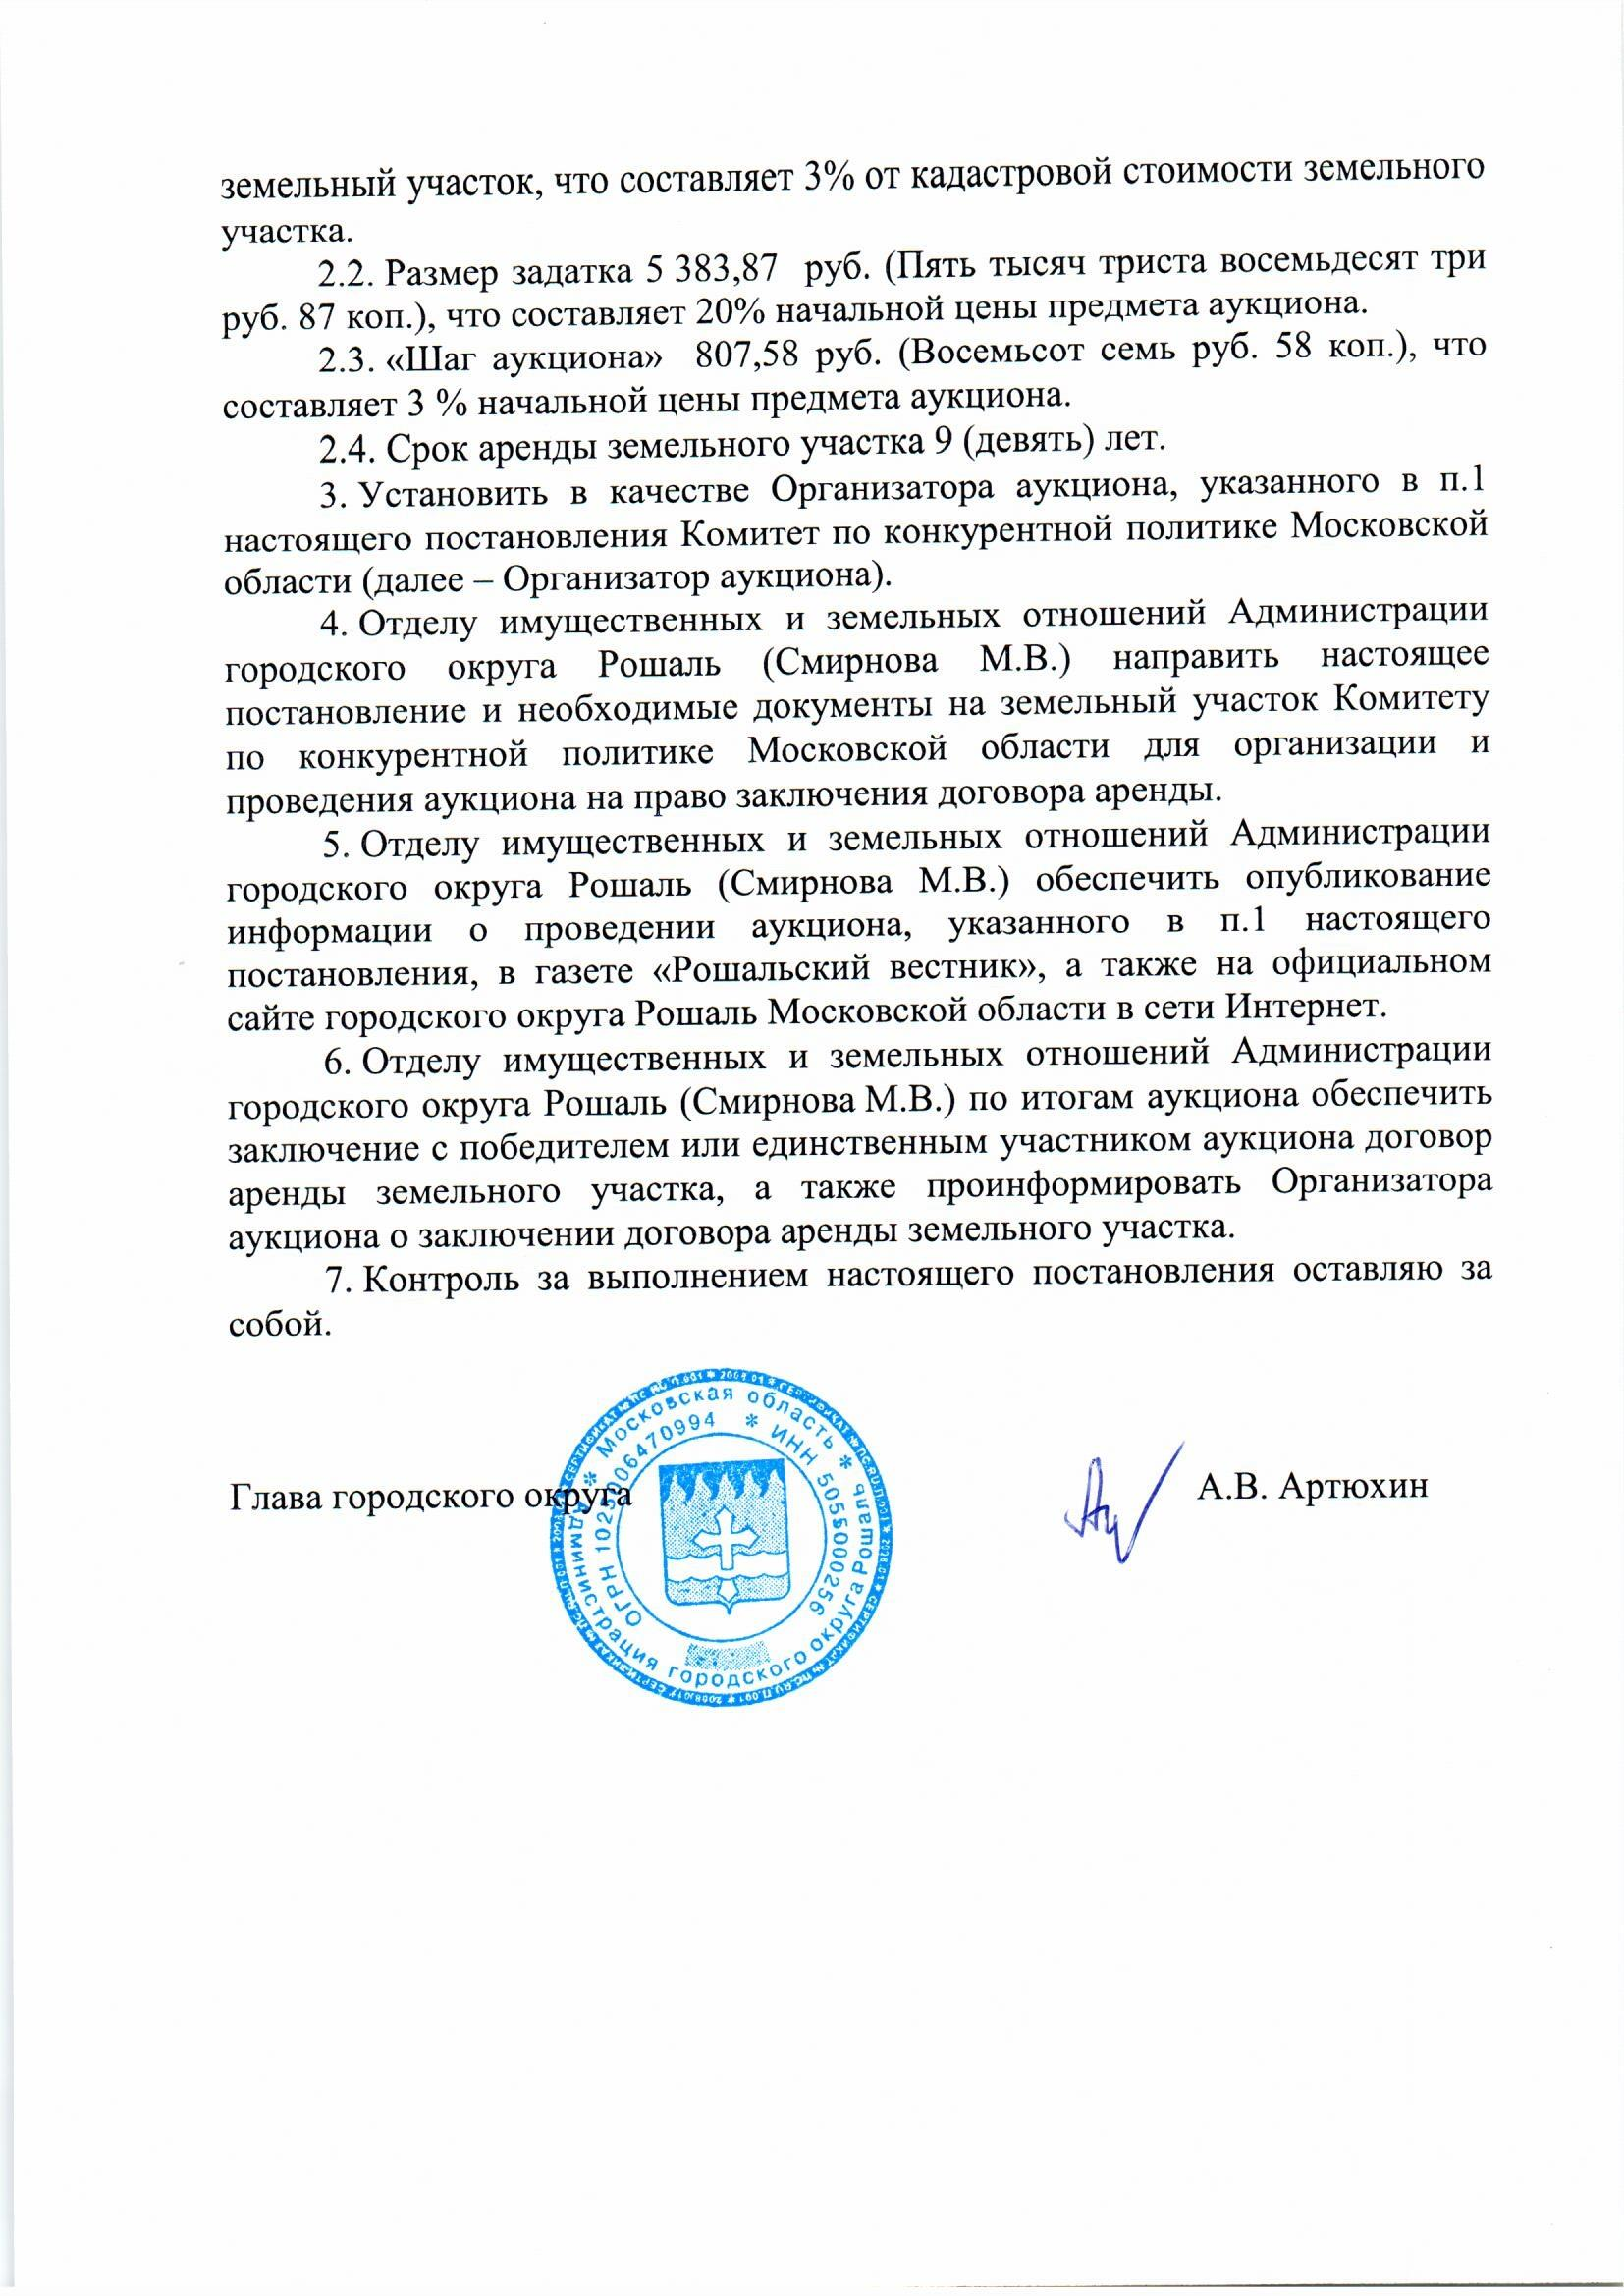 земельный участок, что составляет 3% от кадастровой стоимости земельного
участка.
2.2. Размер задатка 5 383,87 руб. (Пять тысяч триста восемьдесят три
руб. 87 коп.), что составляет 20% начальной цены предмета аукциона.
2.3. «Шаг аукциона» 807,58 руб. (Восемьсот семь руб. 58 коп.), что
составляет 3 % начальной цены предмета аукциона.
2.4. Срок аренды земельного участка 9 (девять) лет.
3. Установить в качестве Организатора аукциона, указанного в п.1
настоящего постановления Комитет по конкурентной политике Московской
области (далее – Организатор аукциона).
4. Отделу имущественных и земельных отношений Администрации
городского округа Рошаль (Смирнова М.В.) направить настоящее
постановление и необходимые документы на земельный участок Комитету
по конкурентной политике Московской области для организации и
проведения аукциона на право заключения договора аренды.
5. Отделу имущественных и земельных отношений Администрации
городского округа Рошаль (Смирнова М.В.) обеспечить опубликование
информации о проведении аукциона, указанного в п.1 настоящего
постановления, в газете «Рошальский вестник», а также на официальном
сайте городского округа Рошаль Московской области в сети Интернет.
6. Отделу имущественных и земельных отношений Администрации
городского округа Рошаль (Смирнова М.В.) по итогам аукциона обеспечить
заключение с победителем или единственным участником аукциона договор
аренды земельного участка, а также проинформировать Организатора
аукциона о заключении договора аренды земельного участка.
7. Контроль за выполнением настоящего постановления оставляю за
собой.
Глава городского округа
А.В. Артюхин
* Московская область *
Администрация городского округа Рошаль
ОГРН 1025006470994 * ИНН 5055000256